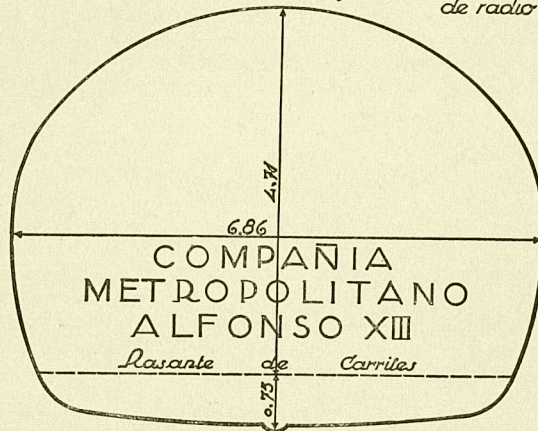 de radio
4.71
6.86
COMPAÑIA
METROPOLITANO
ALFONSO XIII
Rasante de Carriles
0.75